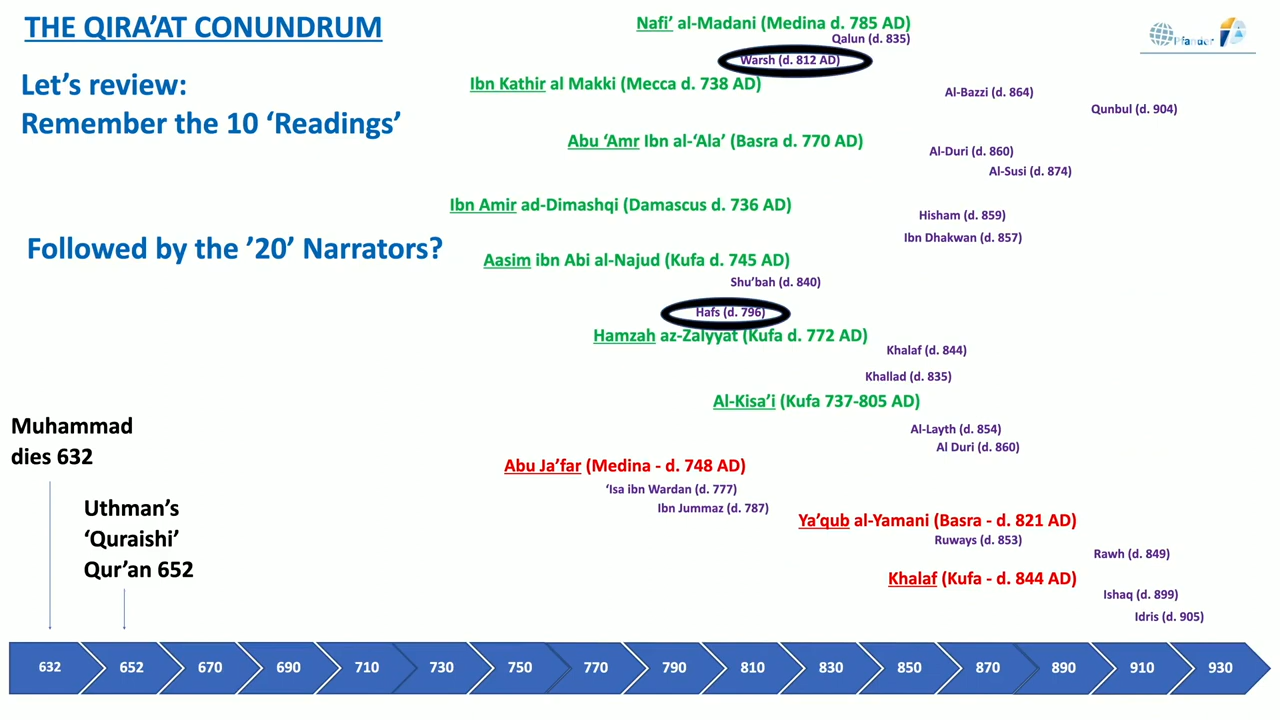 THE QIRA’AT CONUNDRUM
Let’s review:
Remember the 10 ‘Readings’
Followed by the ’20’ Narrators?
Nafi’ al-Madani (Medina d. 785 AD)
Qalun (d. 835)
Warsh (d. 812 AD)
Ibn Kathir al Makki (Mecca d. 738 AD)
Al-Bazzi (d. 864)
Qunbul (d. 904)
Abu ‘Amr Ibn al-‘Ala’ (Basra d. 770 AD)
Al-Duri (d. 860)
Al-Susi (d. 874)
Ibn Amir ad-Dimashqi (Damascus d. 736 AD)
Hisham (d. 859)
Ibn Dhakwan (d. 857)
Aasim ibn Abi al-Najud (Kufa d. 745 AD)
Shu’bah (d. 840)
Hafs (d. 796)
Hamzah az-Zalyyat (Kufa d. 772 AD)
Khalaf (d. 844)
Khallad (d. 835)
Al-Kisa’i (Kufa 737-805 AD)
Al-Layth (d. 854)
Al Duri (d. 860)
Abu Ja’far (Medina - d. 748 AD)
‘Isa ibn Wardan (d. 777)
Ibn Jummaz (d. 787)
Ya’qub al-Yamani (Basra - d. 821 AD)
Ruways (d. 853)
Rawh (d. 849)
Khalaf (Kufa - d. 844 AD)
Ishaq (d. 899)
Idris (d. 905)
Muhammad
dies 632
Uthman’s
‘Quraishi’
Qur’an 652
632 652 670 690 710 730 750 770 790 810 830 850 870 890 910 930
Pfander